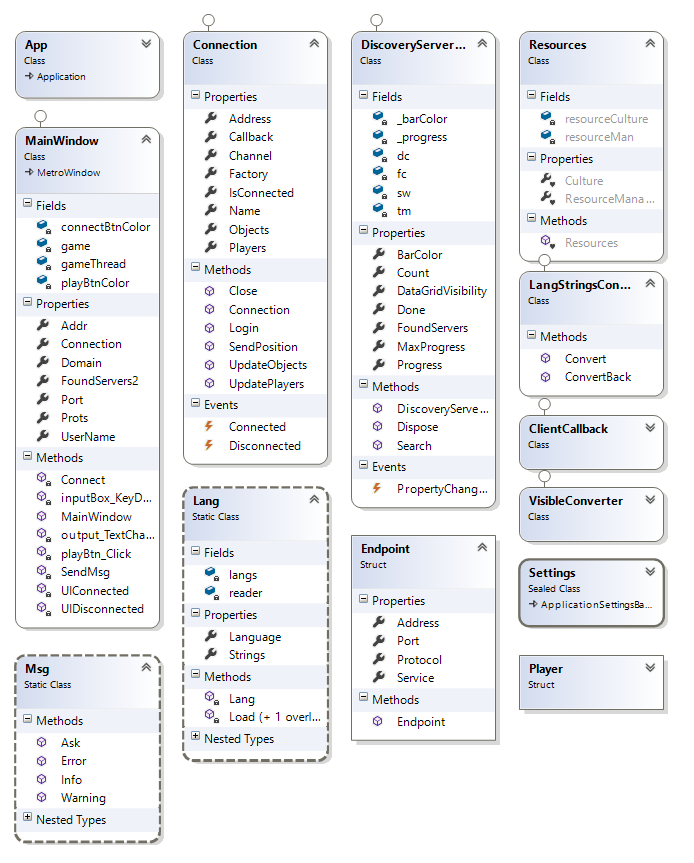 App
Class
Application
MainWindow
Class
MetroWindow
Fields
connectBtnColor
game
gameThread
playBtnColor
Properties
Addr
Connection
Domain
FoundServers2
Port
Prots
UserName
Methods
Connect
inputBox_KeyD...
MainWindow
output_TextCha...
playBtn_Click
SendMsg
UIConnected
UIDisconnected
Msg
Static Class
Methods
Ask
Error
Info
Warning
Nested Types
Connection
Class
Properties
Address
Callback
Channel
Factory
IsConnected
Name
Objects
Players
Methods
Close
Connection
Login
SendPosition
UpdateObjects
UpdatePlayers
Events
Connected
Disconnected
Lang
Static Class
Fields
langs
reader
Properties
Language
Strings
Methods
Lang
Load (+ 1 overl...
Nested Types
DiscoveryServer...
Class
Fields
_barColor
_progress
dc
fc
sw
tm
Properties
BarColor
Count
DataGridVisibility
Done
FoundServers
MaxProgress
Progress
Methods
DiscoveryServe...
Dispose
Search
Events
PropertyChang...
Endpoint
Struct
Properties
Address
Port
Protocol
Service
Methods
Endpoint
Resources
Class
Fields
resourceCulture
resourceMan
Properties
Culture
ResourceMana...
Methods
Resources
LangStringsCon...
Class
Methods
Convert
ConvertBack
ClientCallback
Class
VisibleConverter
Class
Settings
Sealed Class
ApplicationSettingsBa...
Player
Struct